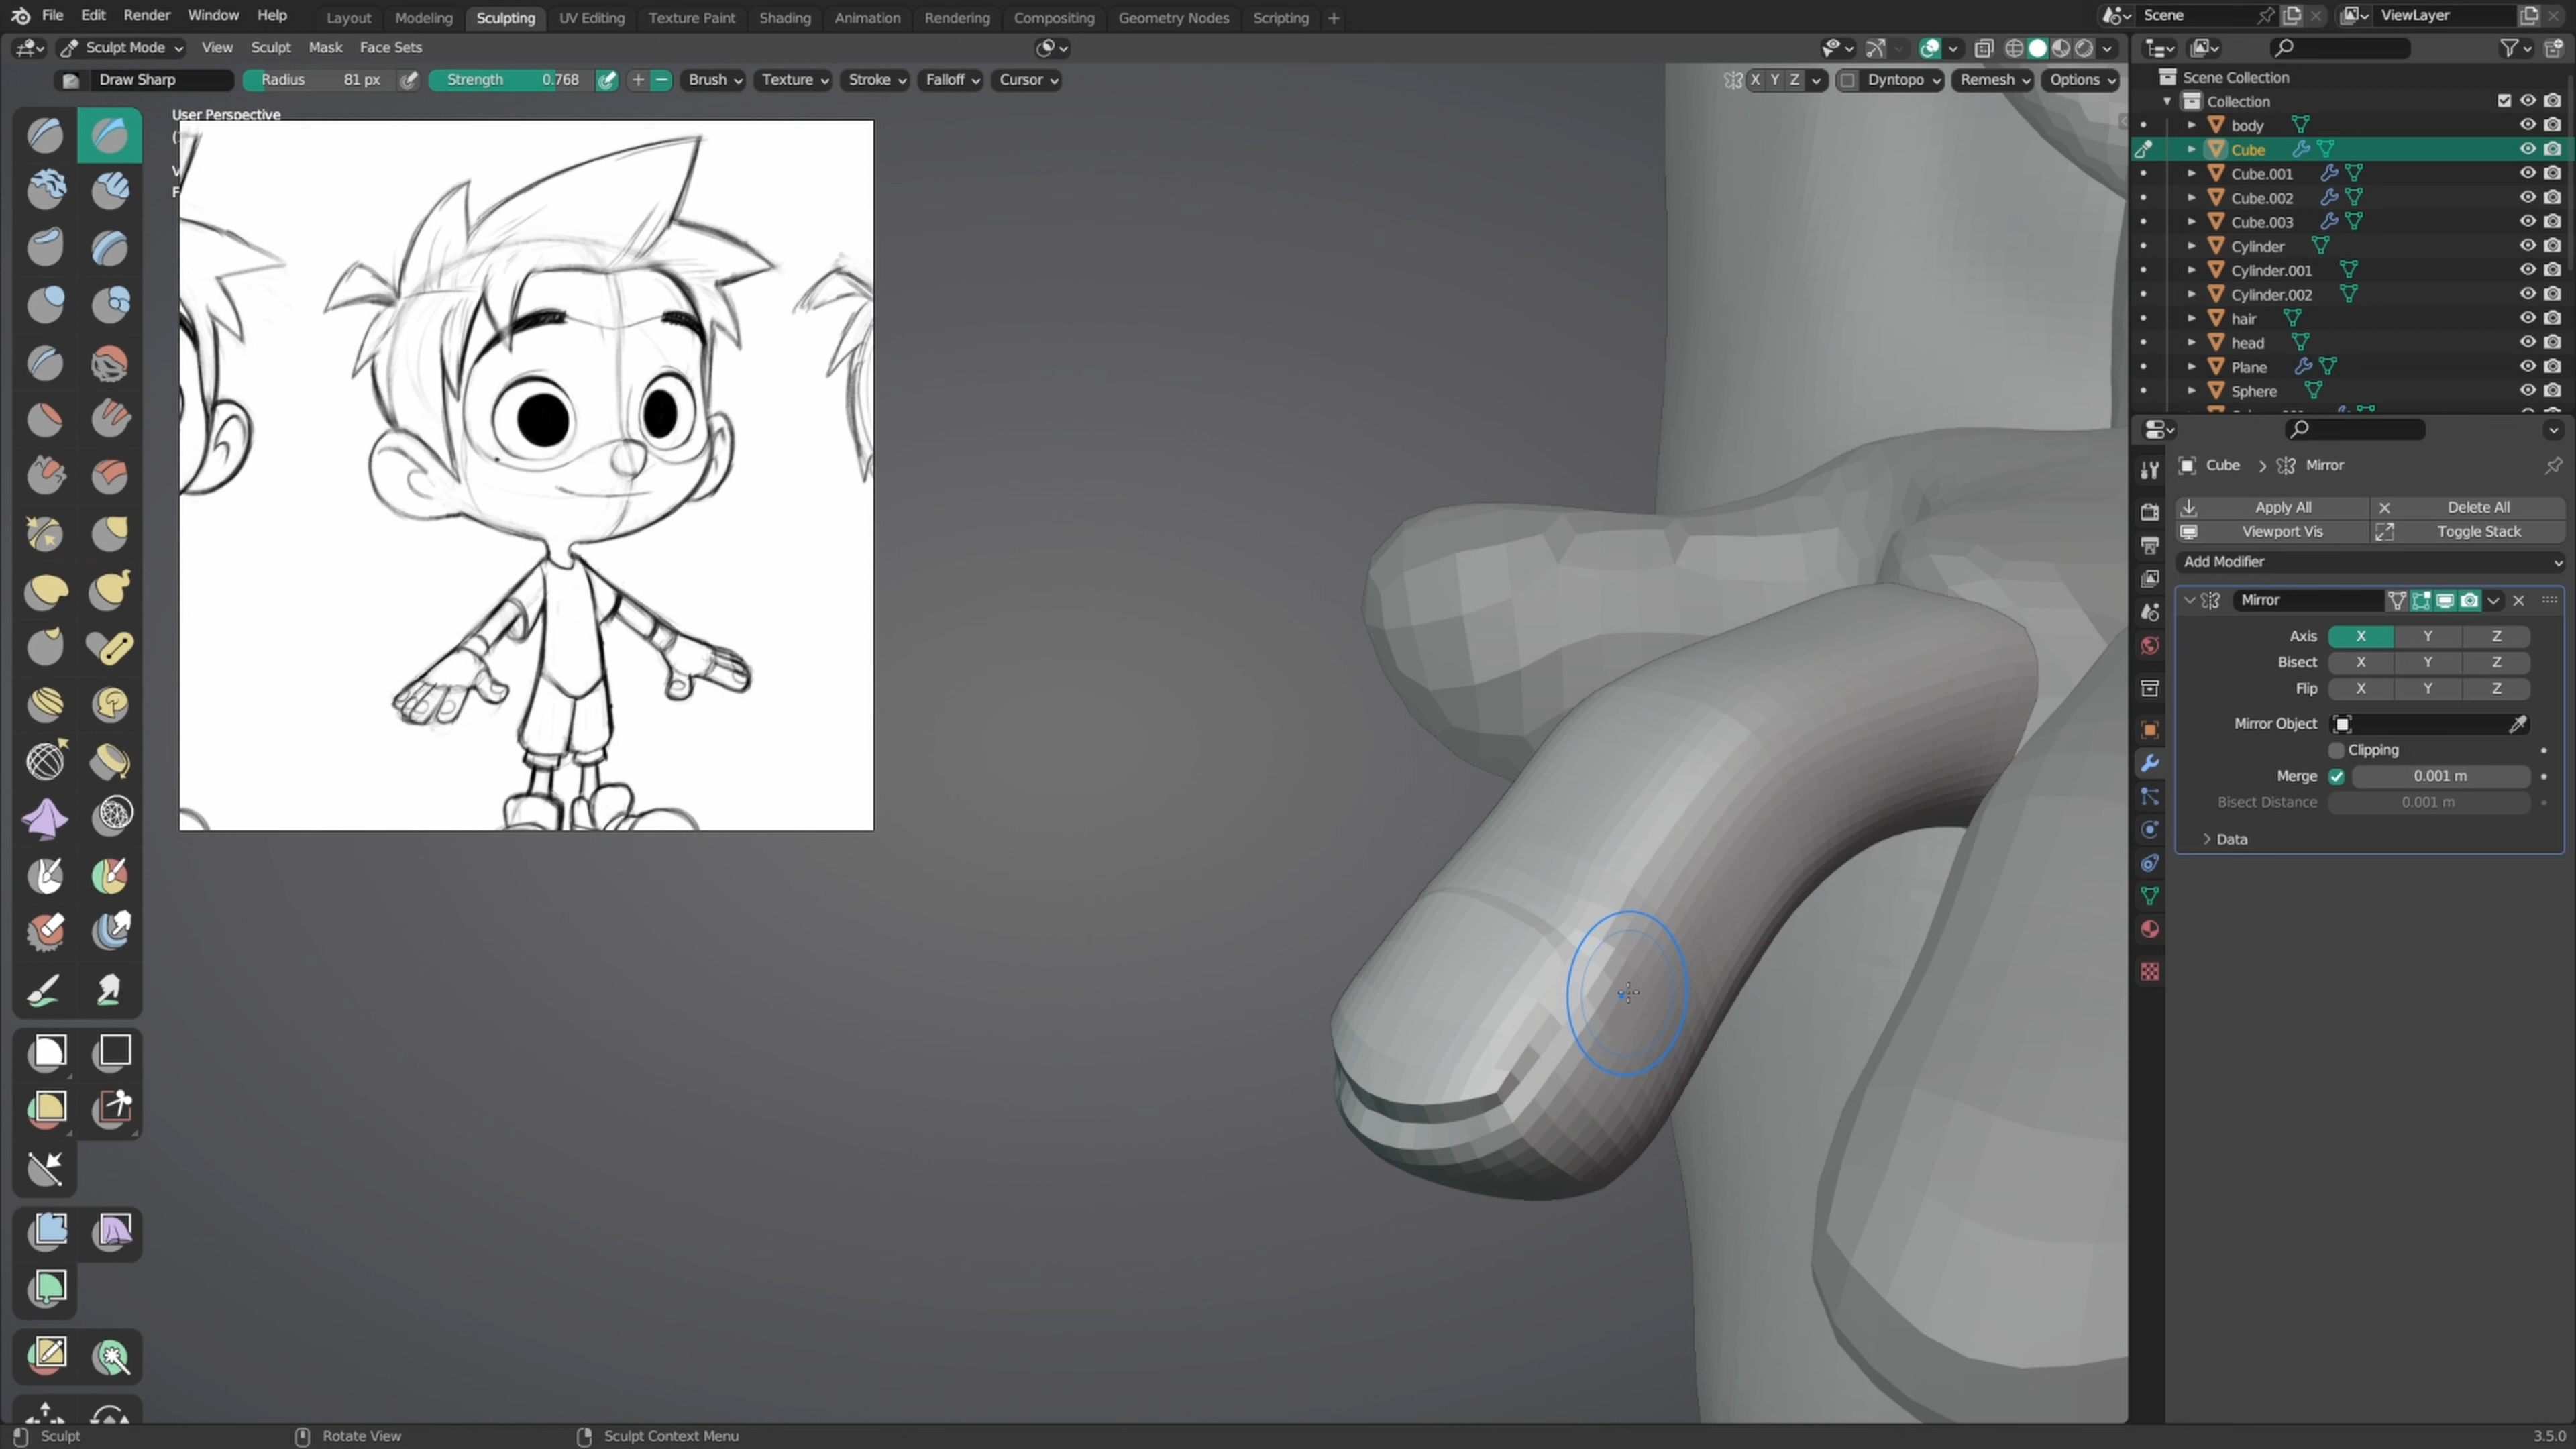 File Edit Render Window Help Layout Modeling Sculpting UV Editing Texture Paint Shading Animation Rendering Compositing Geometry Nodes Scripting + Scene ViewLayer
Sculpt Mode View Sculpt Mask Face Sets
Draw Sharp Radius 81 px Strength 0.768 Brush Texture Stroke Falloff Cursor X Y Z Dyntopo Remesh Options
User Perspective
Scene Collection
Collection
body
Cube
Cube.001
Cube.002
Cube.003
Cylinder
Cylinder.001
Cylinder.002
hair
head
Plane
Sphere
Cube > Mirror
Apply All Delete All
Viewport Vis Toggle Stack
Add Modifier
Mirror
Axis X Y Z
Bisect X Y Z
Flip X Y Z
Mirror Object
Clipping
Merge 0.001 m
Bisect Distance 0.001 m
Data
Sculpt Rotate View Sculpt Context Menu 3.5.0